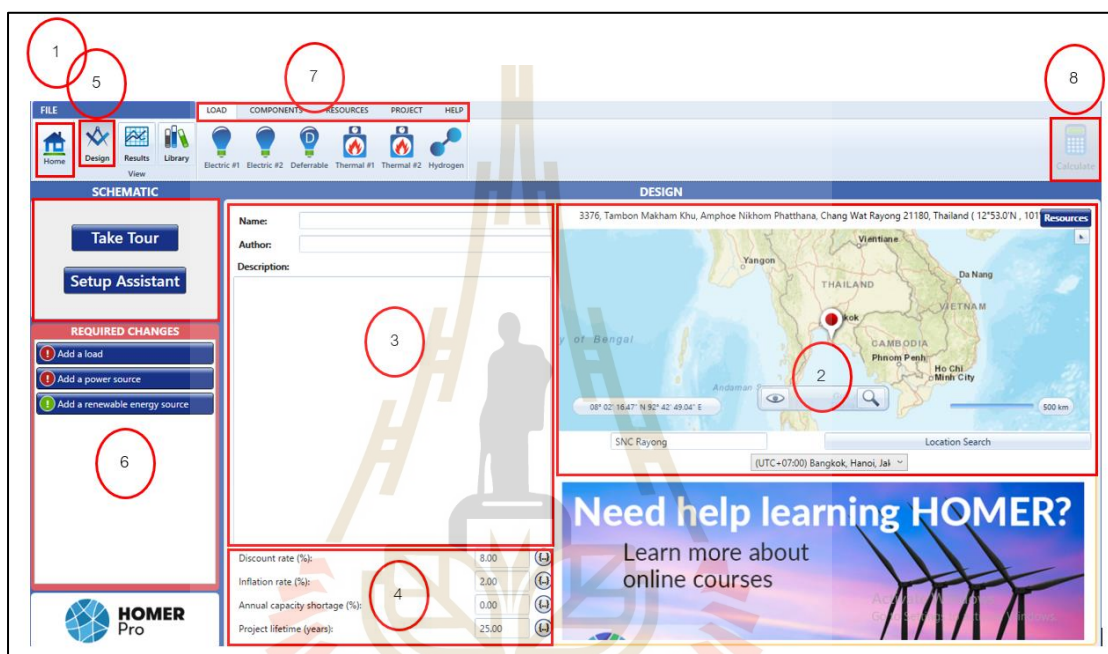 1
5
7
8
FILE
LOAD COMPONENTS RESOURCES PROJECT HELP
Home
Design
Results
Library
View
Electric #1
Electric #2
D
Deferrable
Thermal #1
Thermal #2
Hydrogen
Calculate
SCHEMATIC
DESIGN
Take Tour
Setup Assistant
REQUIRED CHANGES
Add a load
Add a power source
Add a renewable energy source
6
HOMER
Pro
Name:
Author:
Description:
3
Discount rate (%): 8.00
Inflation rate (%): 2.00
Annual capacity shortage (%): 0.00
Project lifetime (years): 25.00
4
3376, Tambon Makham Khu, Amphoe Nikhom Phatthana, Chang Wat Rayong 21180, Thailand ( 12°53.0'N , 101°
Resources
Vientiane
Yangon
Da Nang
THAILAND
VIETNAM
kok
CAMBODIA
Phnom Penh
Ho Chi
Minh City
y of Bengal
Andaman
2
08° 02' 16.47" N 92° 42' 49.04" E
500 km
SNC Rayong
Location Search
(UTC+07:00) Bangkok, Hanoi, Jak
Need help learning HOMER?
Learn more about
online courses